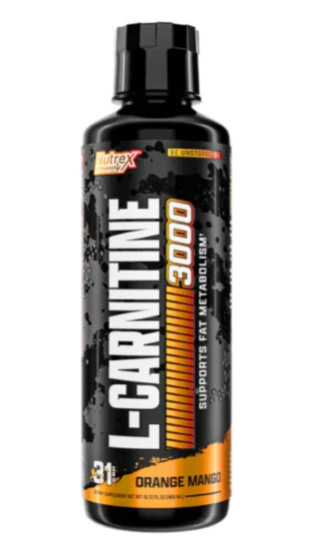 Nutrex
L-CARNITINE
3000
SUPPORTS FAT METABOLISM†
31
ORANGE MANGO